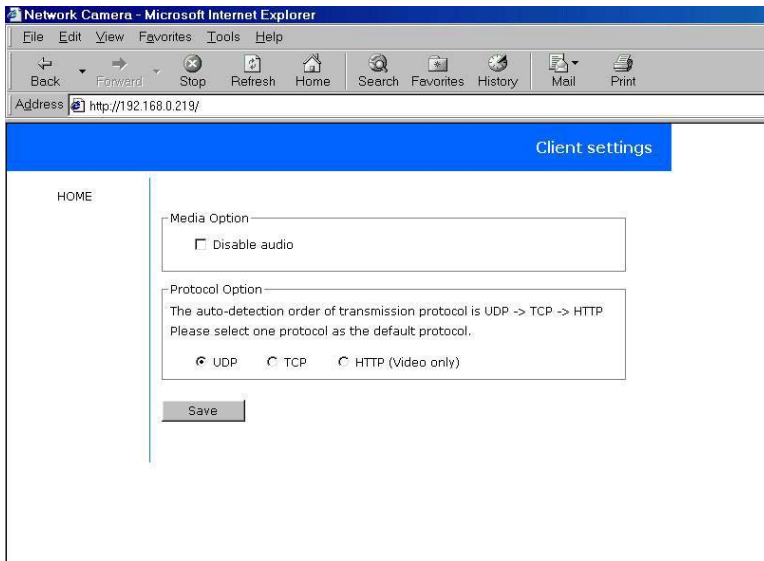 Network Camera - Microsoft Internet Explorer
File Edit View Favorites Tools Help
Back Forward Stop Refresh Home Search Favorites History Mail Print
Address http://192.168.0.219/
Client settings
HOME
Media Option
Disable audio
Protocol Option
The auto-detection order of transmission protocol is UDP -> TCP -> HTTP
Please select one protocol as the default protocol.
UDP TCP HTTP (Video only)
Save